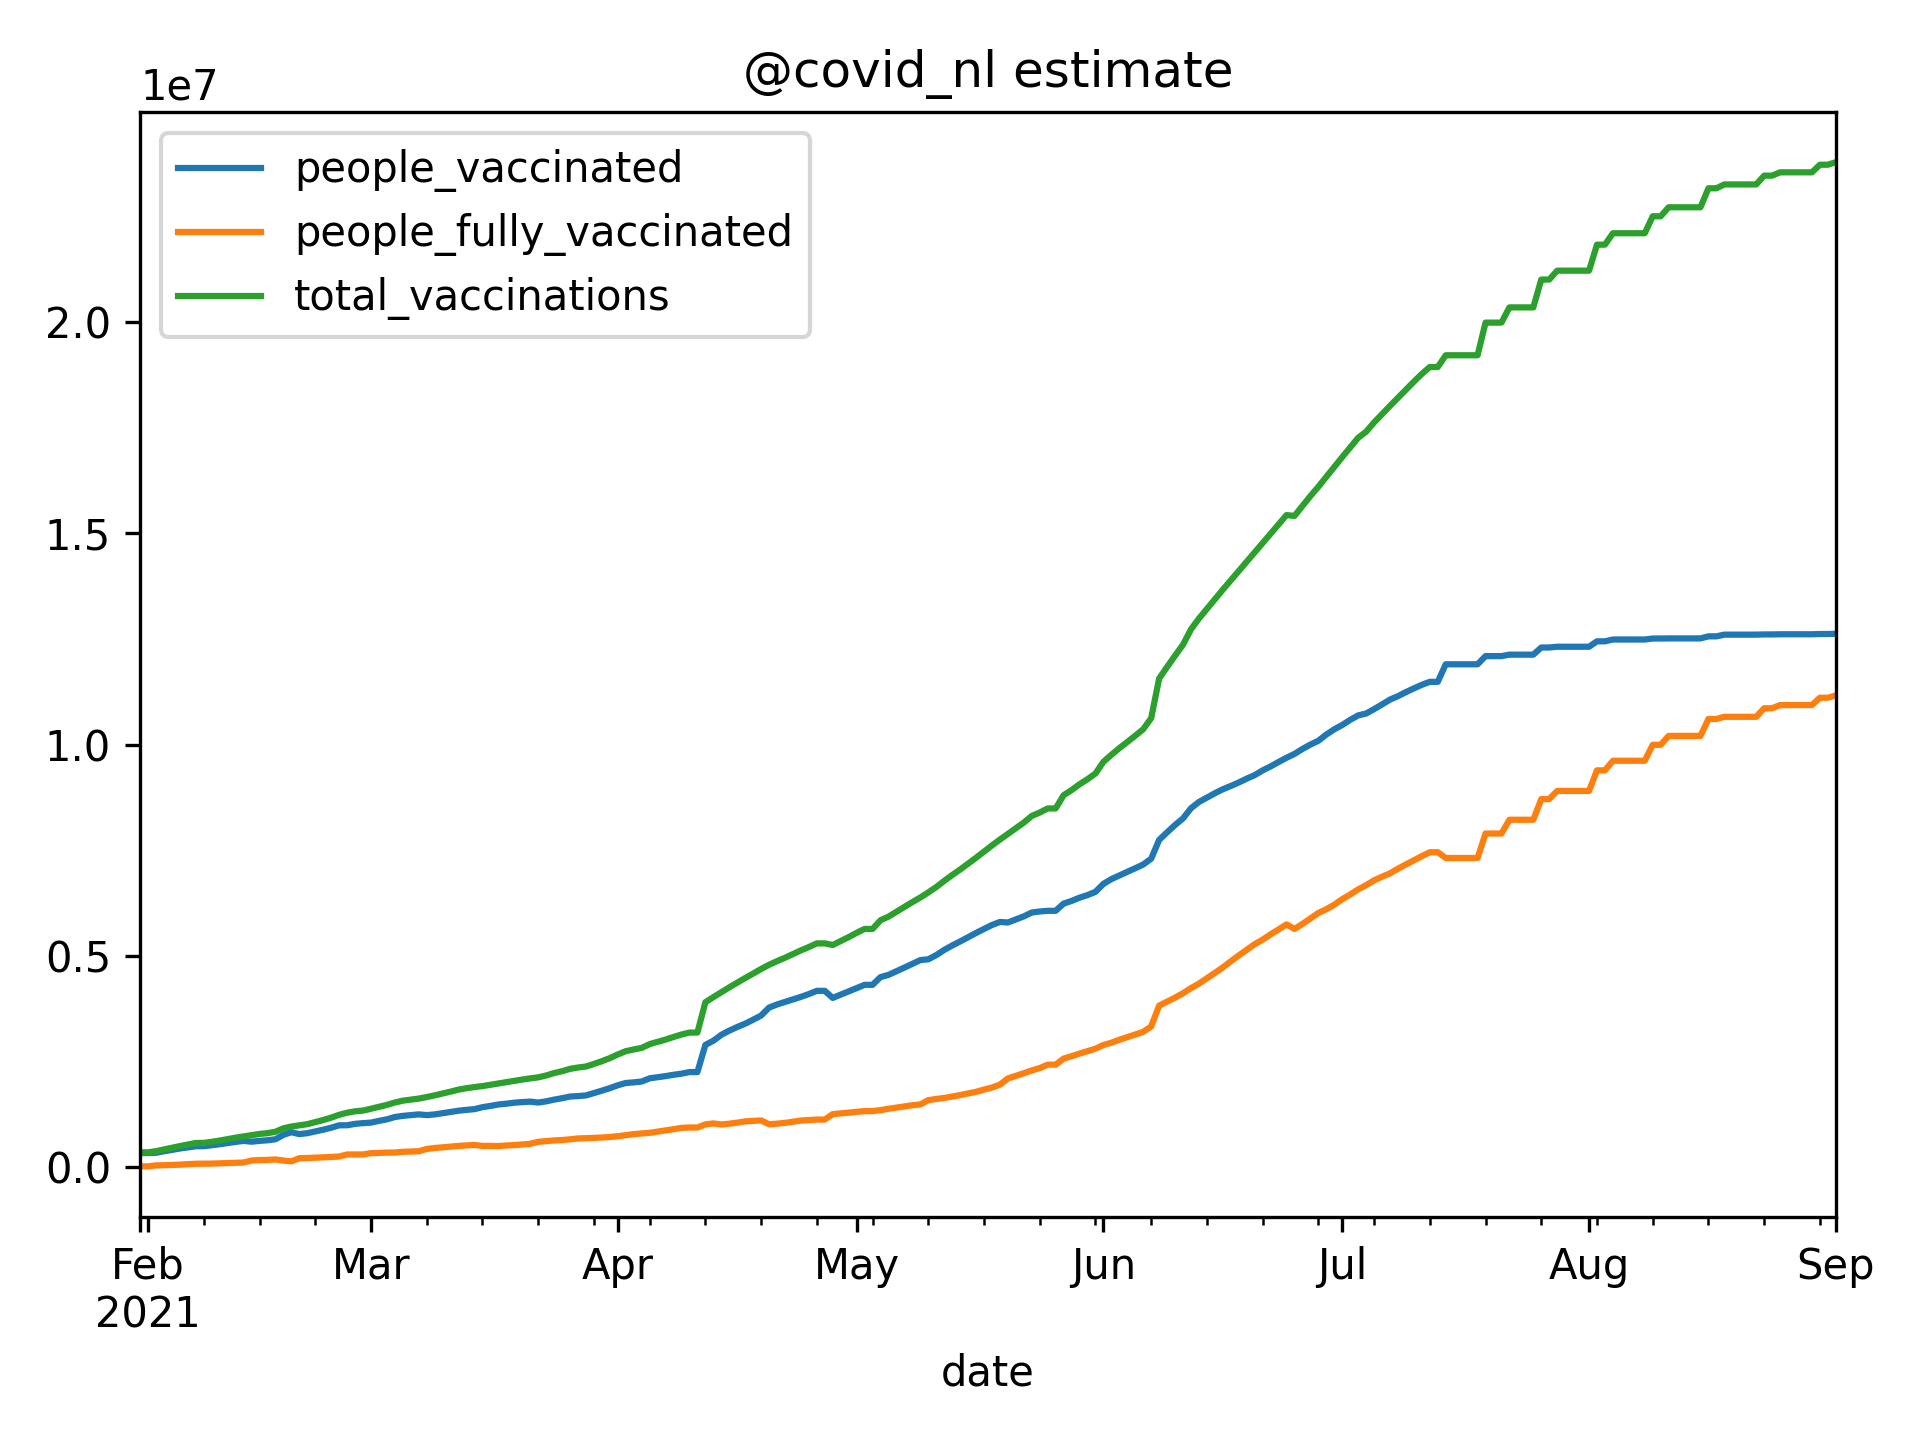 @covid_nl estimate
1e7
people_vaccinated
people_fully_vaccinated
total_vaccinations
2.0
1.5
1.0
0.5
0.0
Feb Mar Apr May Jun Jul Aug Sep
2021
date